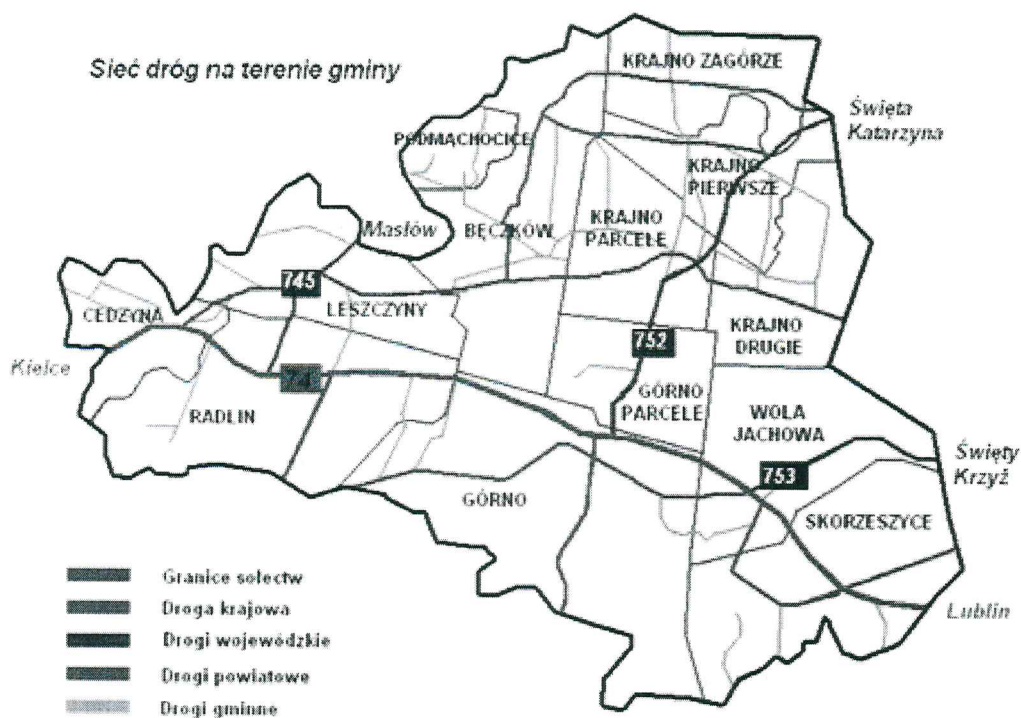 Sieć dróg na terenie gminy
KRAJNO ZAGÓRZE
Święta
Katarzyna
PODMĄCHOCICE
KRAJNO
PIERWSZE
Masłów
BĘCZKÓW
KRAJNO
PARCELE
745
CEDZYNA
LESZCZYNY
KRAJNO
DRUGIE
752
Kielce
74
GÓRNO
PARCELE
RADLIN
WOLA
JACHOWA
Święty
Krzyż
753
GÓRNO
SKORZESZYCE
Lublin
Granice sołectw
Droga krajowa
Drogi wojewódzkie
Drogi powiatowe
Drogi gminne